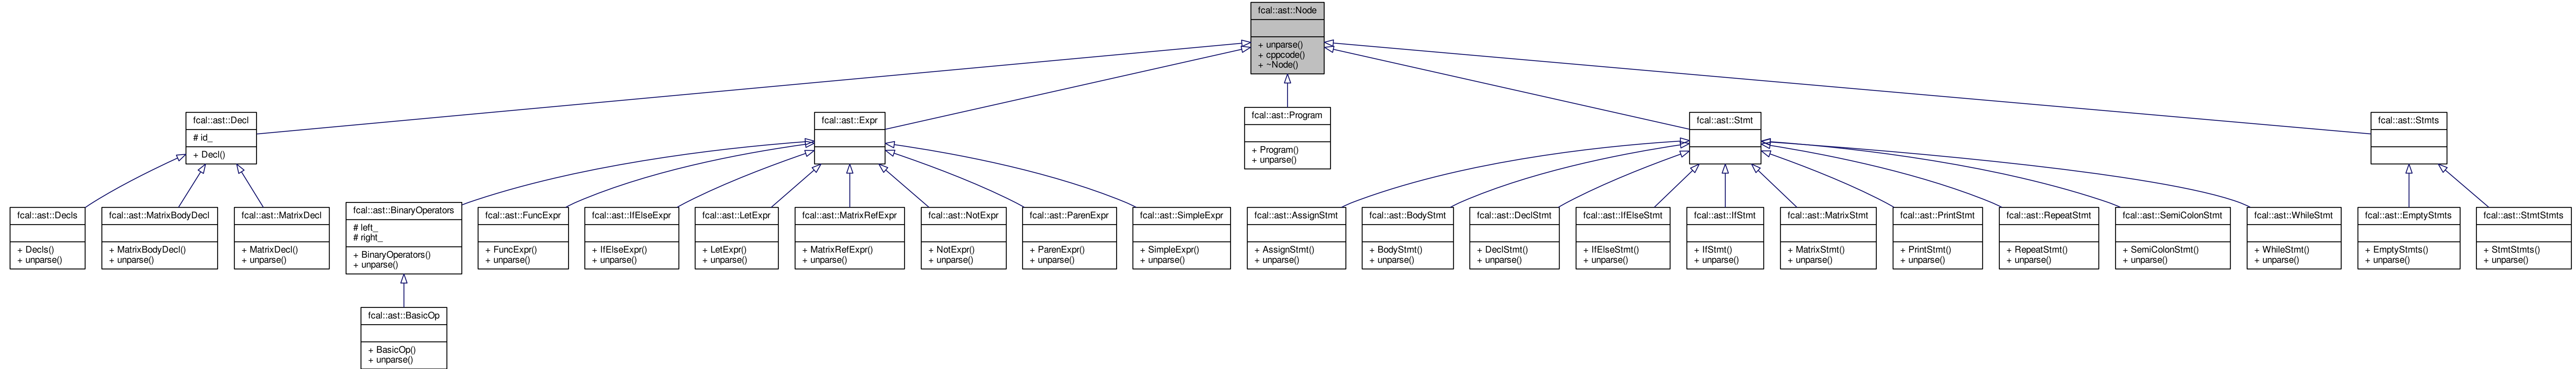 fcal::ast::Node
+ unparse()
+ cppcode()
+ ~Node()
fcal::ast::Decl
# id_
+ Decl()
fcal::ast::Expr
fcal::ast::Program
+ Program()
+ unparse()
fcal::ast::Stmt
fcal::ast::Stmts
fcal::ast::Decls
+ Decls()
+ unparse()
fcal::ast::MatrixBodyDecl
+ MatrixBodyDecl()
+ unparse()
fcal::ast::MatrixDecl
+ MatrixDecl()
+ unparse()
fcal::ast::BinaryOperators
# left_
# right_
+ BinaryOperators()
+ unparse()
fcal::ast::FuncExpr
+ FuncExpr()
+ unparse()
fcal::ast::IfElseExpr
+ IfElseExpr()
+ unparse()
fcal::ast::LetExpr
+ LetExpr()
+ unparse()
fcal::ast::MatrixRefExpr
+ MatrixRefExpr()
+ unparse()
fcal::ast::NotExpr
+ NotExpr()
+ unparse()
fcal::ast::ParenExpr
+ ParenExpr()
+ unparse()
fcal::ast::SimpleExpr
+ SimpleExpr()
+ unparse()
fcal::ast::AssignStmt
+ AssignStmt()
+ unparse()
fcal::ast::BodyStmt
+ BodyStmt()
+ unparse()
fcal::ast::DeclStmt
+ DeclStmt()
+ unparse()
fcal::ast::IfElseStmt
+ IfElseStmt()
+ unparse()
fcal::ast::IfStmt
+ IfStmt()
+ unparse()
fcal::ast::MatrixStmt
+ MatrixStmt()
+ unparse()
fcal::ast::PrintStmt
+ PrintStmt()
+ unparse()
fcal::ast::RepeatStmt
+ RepeatStmt()
+ unparse()
fcal::ast::SemiColonStmt
+ SemiColonStmt()
+ unparse()
fcal::ast::WhileStmt
+ WhileStmt()
+ unparse()
fcal::ast::EmptyStmts
+ EmptyStmts()
+ unparse()
fcal::ast::StmtStmts
+ StmtStmts()
+ unparse()
fcal::ast::BasicOp
+ BasicOp()
+ unparse()